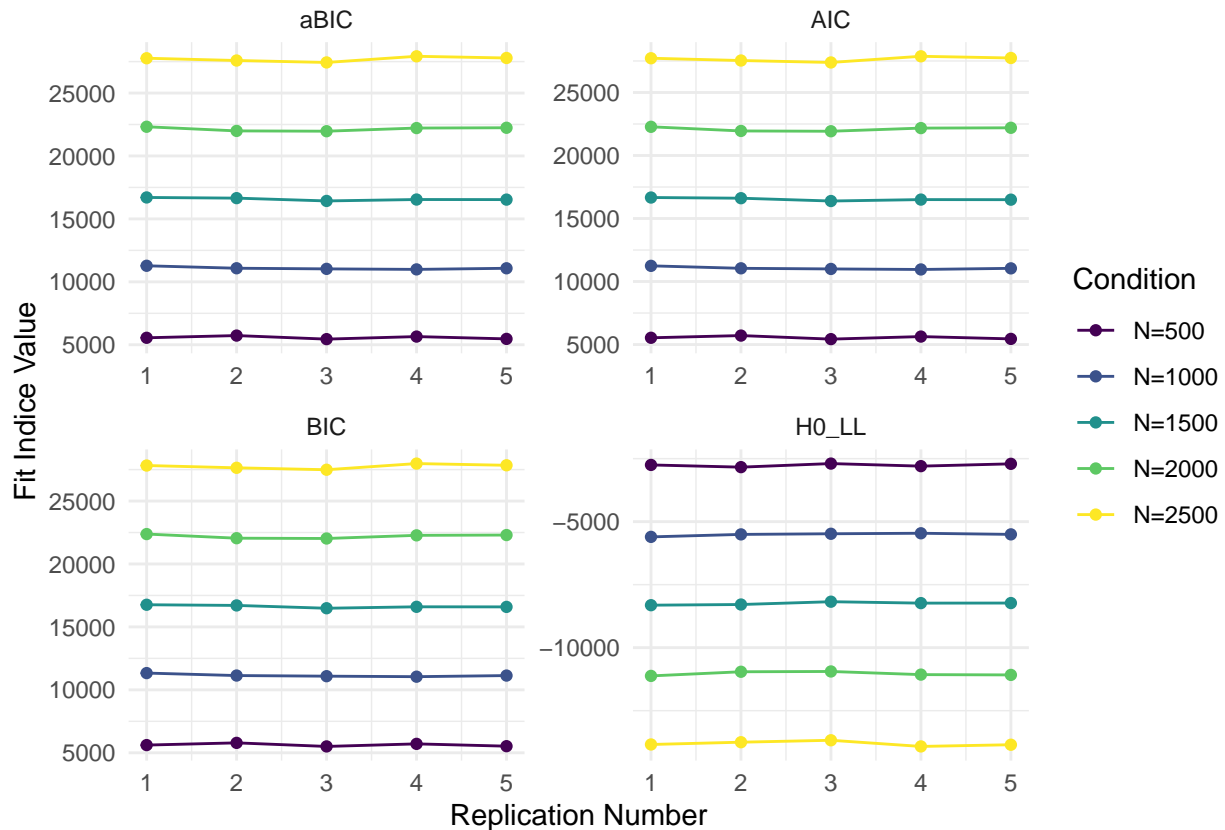 aBIC
AIC
25000
20000
15000
10000
5000
1 2 3 4 5
25000
20000
15000
10000
5000
1 2 3 4 5
BIC
H0_LL
25000
20000
15000
10000
5000
1 2 3 4 5
−5000
−10000
1 2 3 4 5
Fit Indice Value
Replication Number
Condition
N=500
N=1000
N=1500
N=2000
N=2500